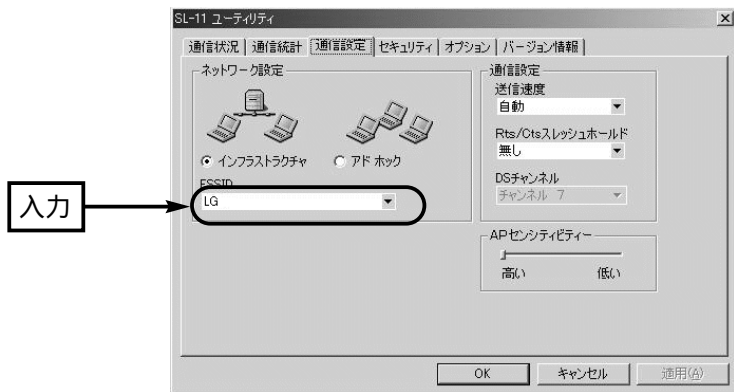 SL-11 ユーティリティ
通信状況 通信統計 通信設定 セキュリティ オプション バージョン情報
ネットワーク設定
インフラストラクチャ アド ホック
ESSID
LG
入力
通信設定
送信速度
自動
Rts/Ctsスレッシュホールド
無し
DSチャンネル
チャンネル 7
APセンシティビティー
高い 低い
OK キャンセル 適用(A)